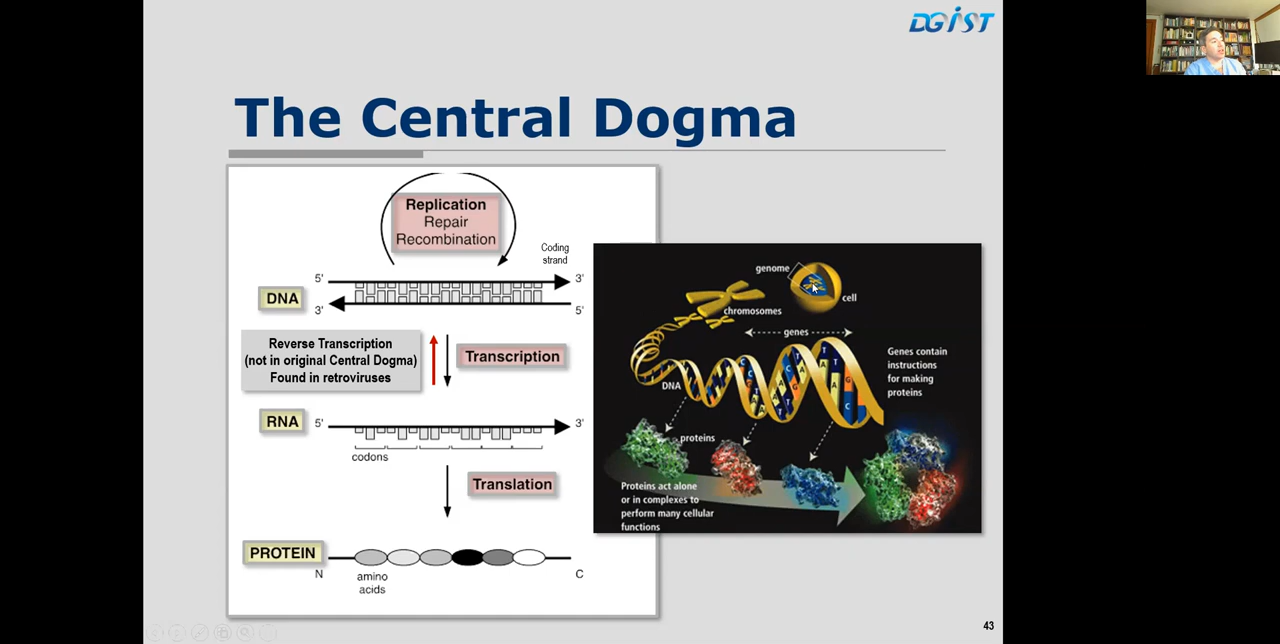 DGIST
The Central Dogma
Replication
Repair
Recombination
Coding
strand
5'
3'
DNA
3'
5'
Reverse Transcription
(not in original Central Dogma)
Found in retroviruses
Transcription
RNA
5'
3'
codons
Translation
PROTEIN
N
C
amino
acids
genome
cell
chromosomes
genes
DNA
C
C
T
C
A
T
A
T
A
T
T
A
G
C
Genes contain
instructions
for making
proteins
proteins
Proteins act alone
or in complexes to
perform many cellular
functions
43